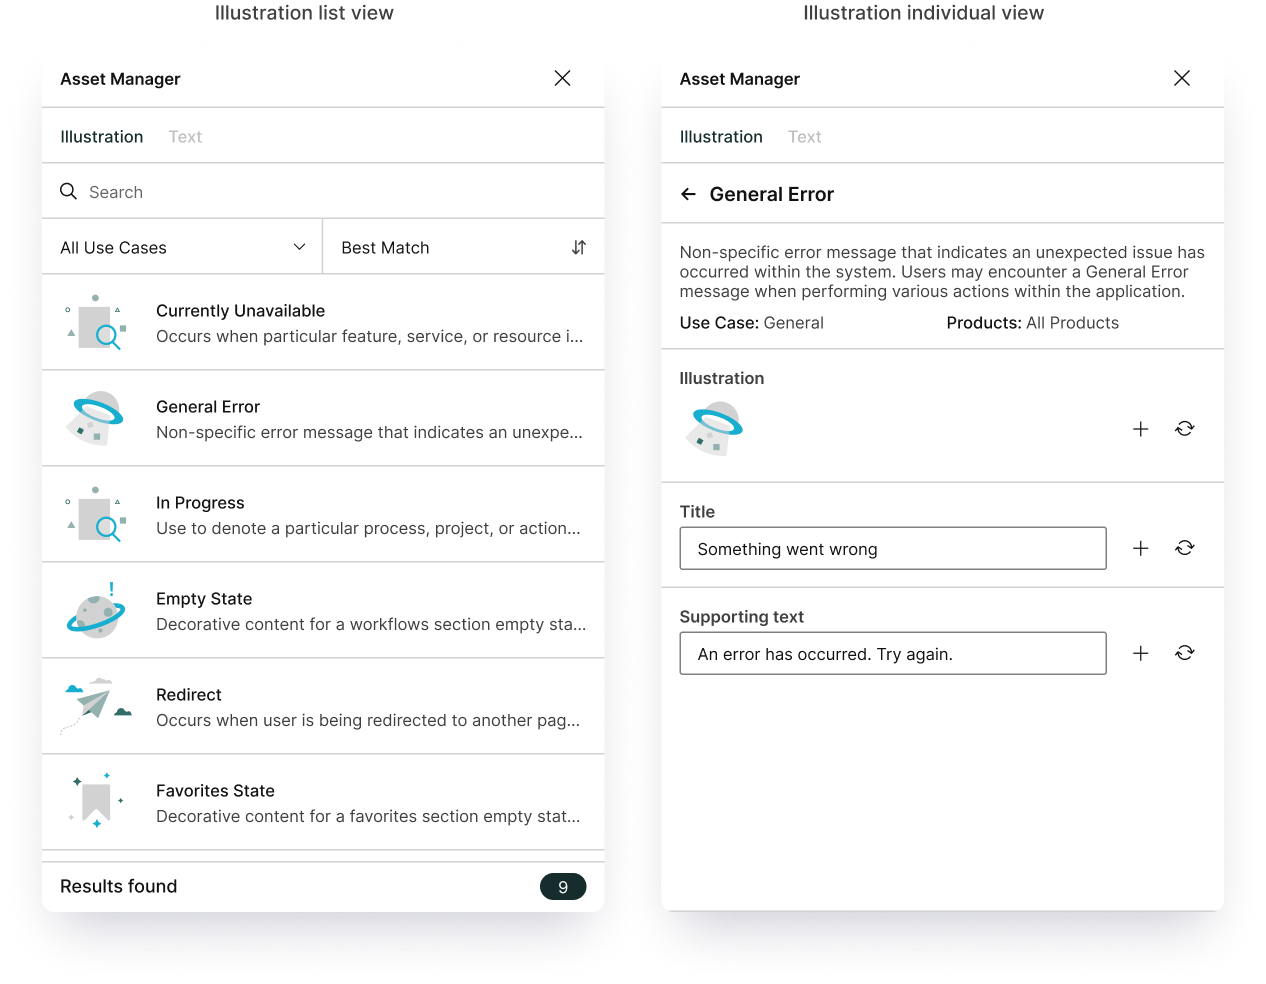 Illustration list view
Asset Manager
Illustration Text
Search
All Use Cases Best Match
Currently Unavailable
Occurs when particular feature, service, or resource i...
General Error
Non-specific error message that indicates an unexpe...
In Progress
Use to denote a particular process, project, or action...
Empty State
Decorative content for a workflows section empty sta...
Redirect
Occurs when user is being redirected to another pag...
Favorites State
Decorative content for a favorites section empty stat...
Results found 9
Illustration individual view
Asset Manager
Illustration Text
General Error
Non-specific error message that indicates an unexpected issue has
occurred within the system. Users may encounter a General Error
message when performing various actions within the application.
Use Case: General Products: All Products
Illustration
Title
Something went wrong
Supporting text
An error has occurred. Try again.